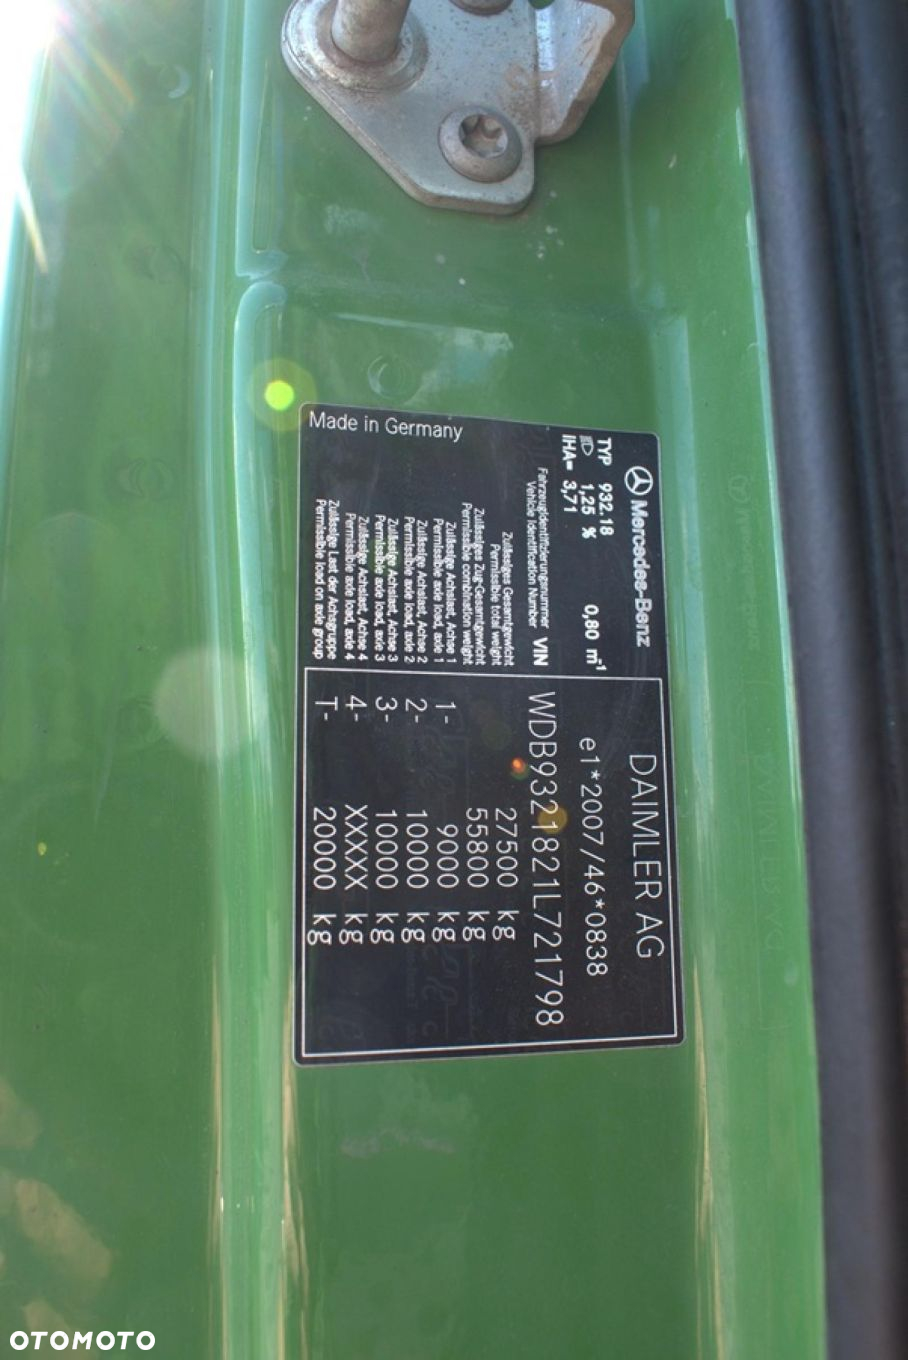 Mercedes-Benz
DAIMLER AG
TYP 932.18
1,25 % 0,80 m-1
e1*2007/46*0838
IHA= 3,71
Fahrzeugidentifizierungsnummer
Vehicle Identification Number VIN
WDB9321821L721798
Zulässiges Gesamtgewicht
Permissible total weight
27500 kg
Zulässiges Zug-Gesamtgewicht
Permissible combination weight
55800 kg
Zulässige Achslast, Achse 1
Permissible axle load, axle 1
1- 9000 kg
Zulässige Achslast, Achse 2
Permissible axle load, axle 2
2- 10000 kg
Zulässige Achslast, Achse 3
Permissible axle load, axle 3
3- 10000 kg
Zulässige Achslast, Achse 4
Permissible axle load, axle 4
4- XXXXX kg
Zulässige Last der Achsgruppe
Permissible load on axle group
T- 20000 kg
Made in Germany
OTOMOTO